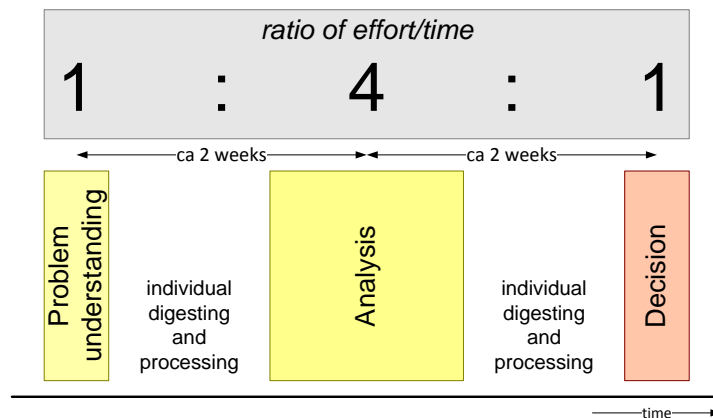 ratio of effort/time
1 : 4 : 1
ca 2 weeks ca 2 weeks
Problem
understanding
individual
digesting
and
processing
Analysis
individual
digesting
and
processing
Decision
time